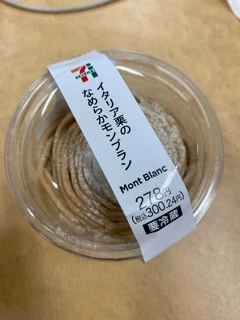 イタリア栗の
なめらかモンブラン
Mont Blanc
278円
(税込300.24円)
要冷蔵